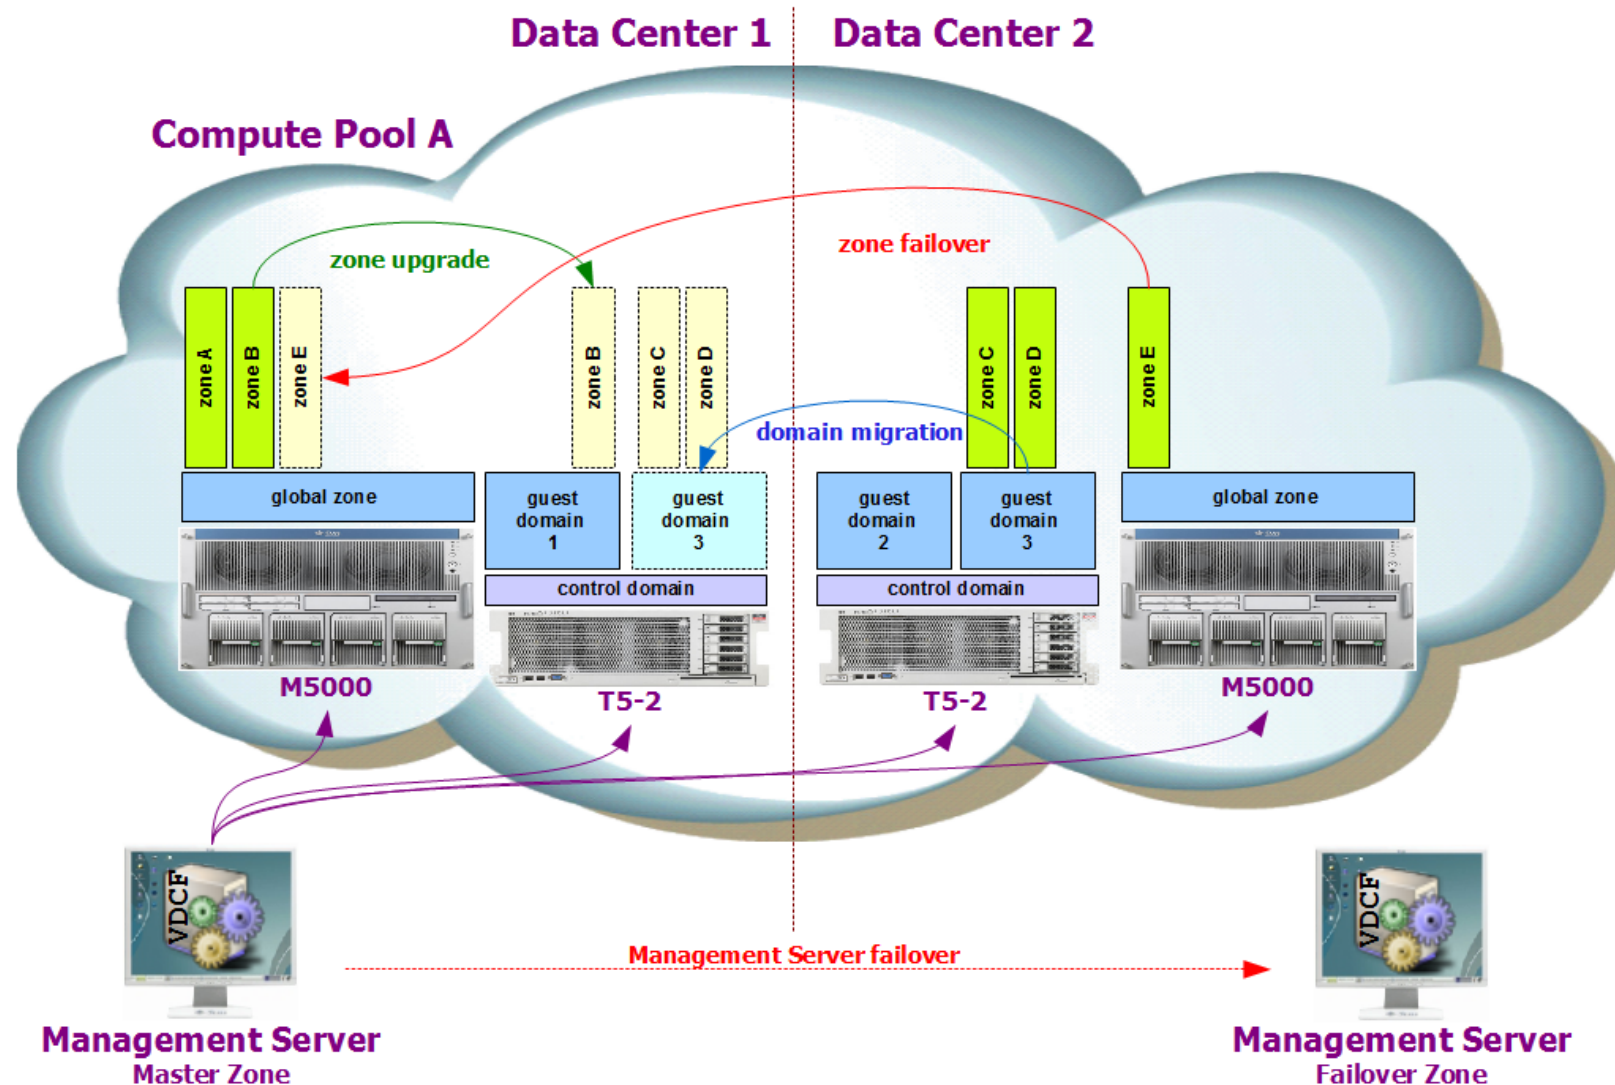 Data Center 1
Data Center 2
Compute Pool A
zone upgrade
zone failover
zone A
zone B
zone E
zone B
zone C
zone D
zone C
zone D
zone E
domain migration
global zone
guest
domain
1
guest
domain
3
guest
domain
2
guest
domain
3
global zone
control domain
control domain
M5000
T5-2
T5-2
M5000
VDCF
VDCF
Management Server failover
Management Server
Master Zone
Management Server
Failover Zone